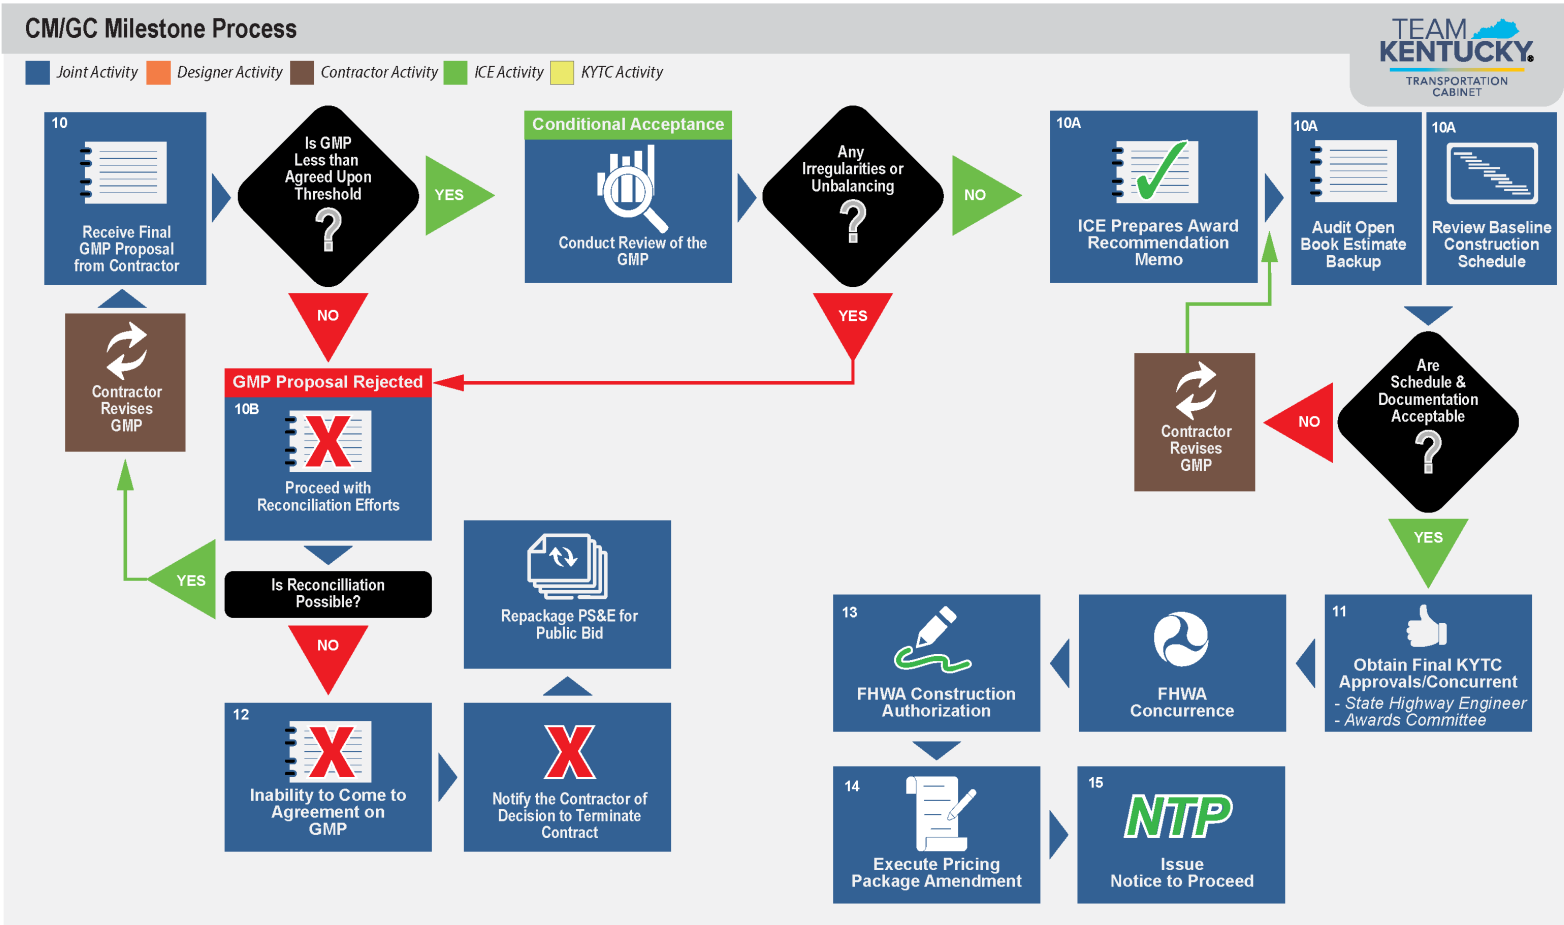 CM/GC Milestone Process
TEAM
KENTUCKY®
TRANSPORTATION
CABINET
Joint Activity
Designer Activity
Contractor Activity
ICE Activity
KYTC Activity
10
Receive Final
GMP Proposal
from Contractor
Is GMP
Less than
Agreed Upon
Threshold
?
YES
Conditional Acceptance
Conduct Review of the
GMP
Any
Irregularities or
Unbalancing
?
NO
10A
ICE Prepares Award
Recommendation
Memo
10A
Audit Open
Book Estimate
Backup
10A
Review Baseline
Construction
Schedule
NO
YES
Contractor
Revises
GMP
GMP Proposal Rejected
10B
X
Proceed with
Reconciliation Efforts
Contractor
Revises
GMP
NO
Are
Schedule &
Documentation
Acceptable
?
YES
YES
Is Reconcilliation
Possible?
NO
Repackage PS&E for
Public Bid
13
FHWA Construction
Authorization
FHWA
Concurrence
11
Obtain Final KYTC
Approvals/Concurrent
- State Highway Engineer
- Awards Committee
12
X
Inability to Come to
Agreement on
GMP
X
Notify the Contractor of
Decision to Terminate
Contract
14
Execute Pricing
Package Amendment
15
NTP
Issue
Notice to Proceed